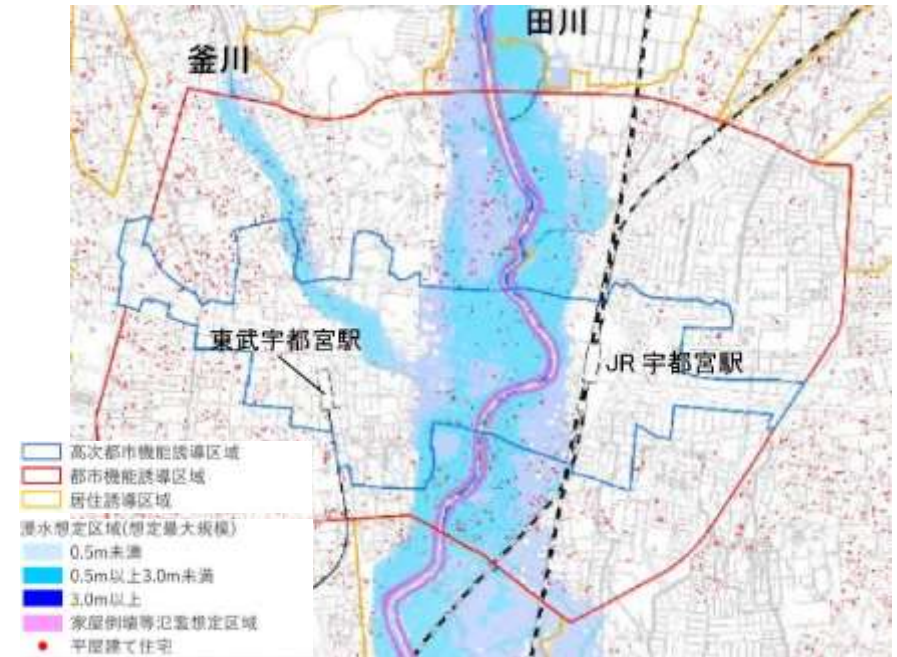 田川
釜川
東武宇都宮駅
JR 宇都宮駅
高次都市機能誘導区域
都市機能誘導区域
居住誘導区域
浸水想定区域(想定最大規模)
0.5m未満
0.5m以上3.0m未満
3.0m以上
家屋倒壊等氾濫想定区域
平屋建て住宅